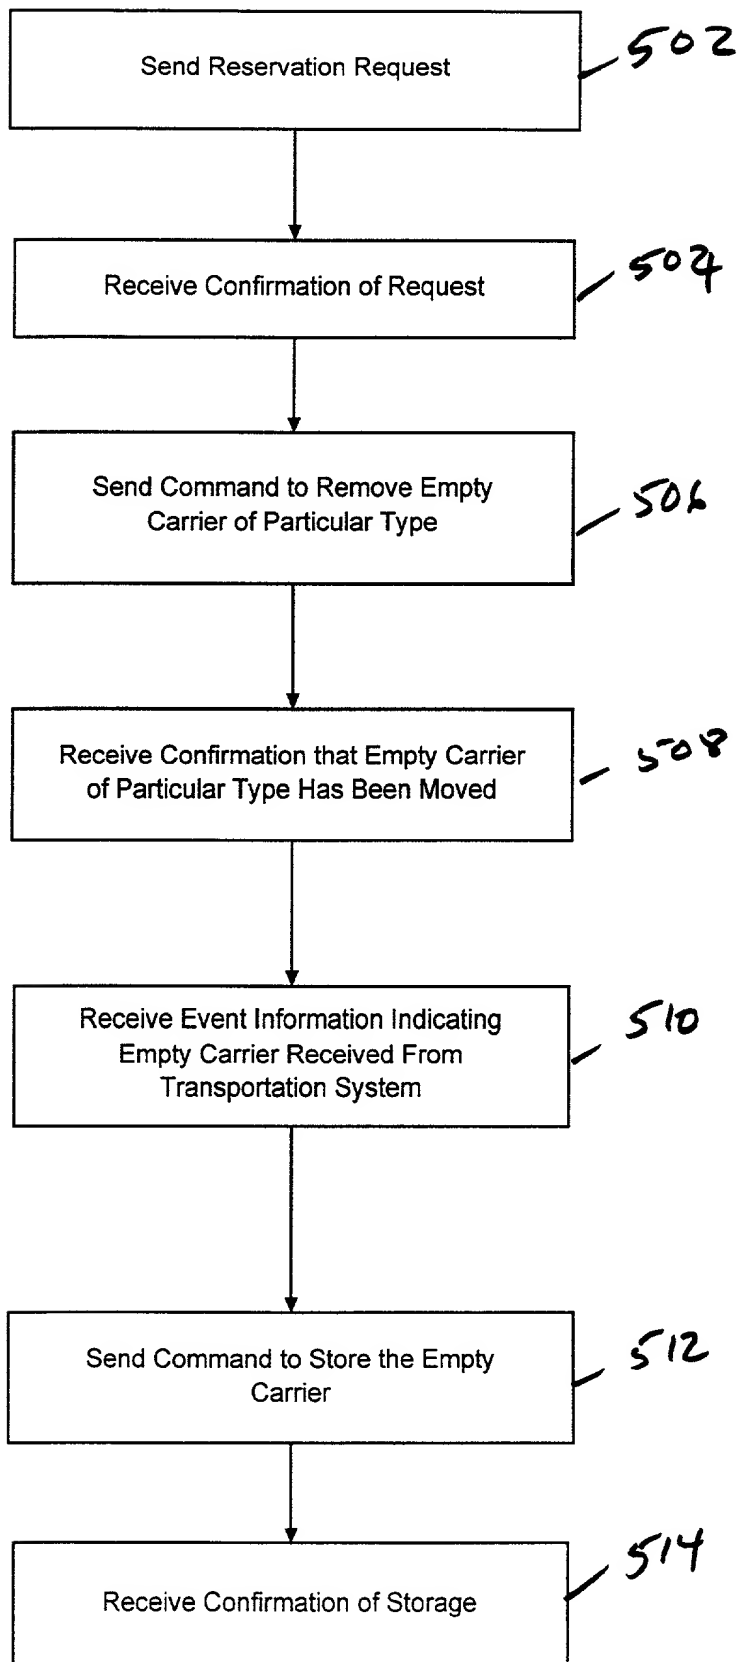 Send Reservation Request
502
Receive Confirmation of Request
504
Send Command to Remove Empty
Carrier of Particular Type
506
Receive Confirmation that Empty Carrier
of Particular Type Has Been Moved
508
Receive Event Information Indicating
Empty Carrier Received From
Transportation System
510
Send Command to Store the Empty
Carrier
512
Receive Confirmation of Storage
514